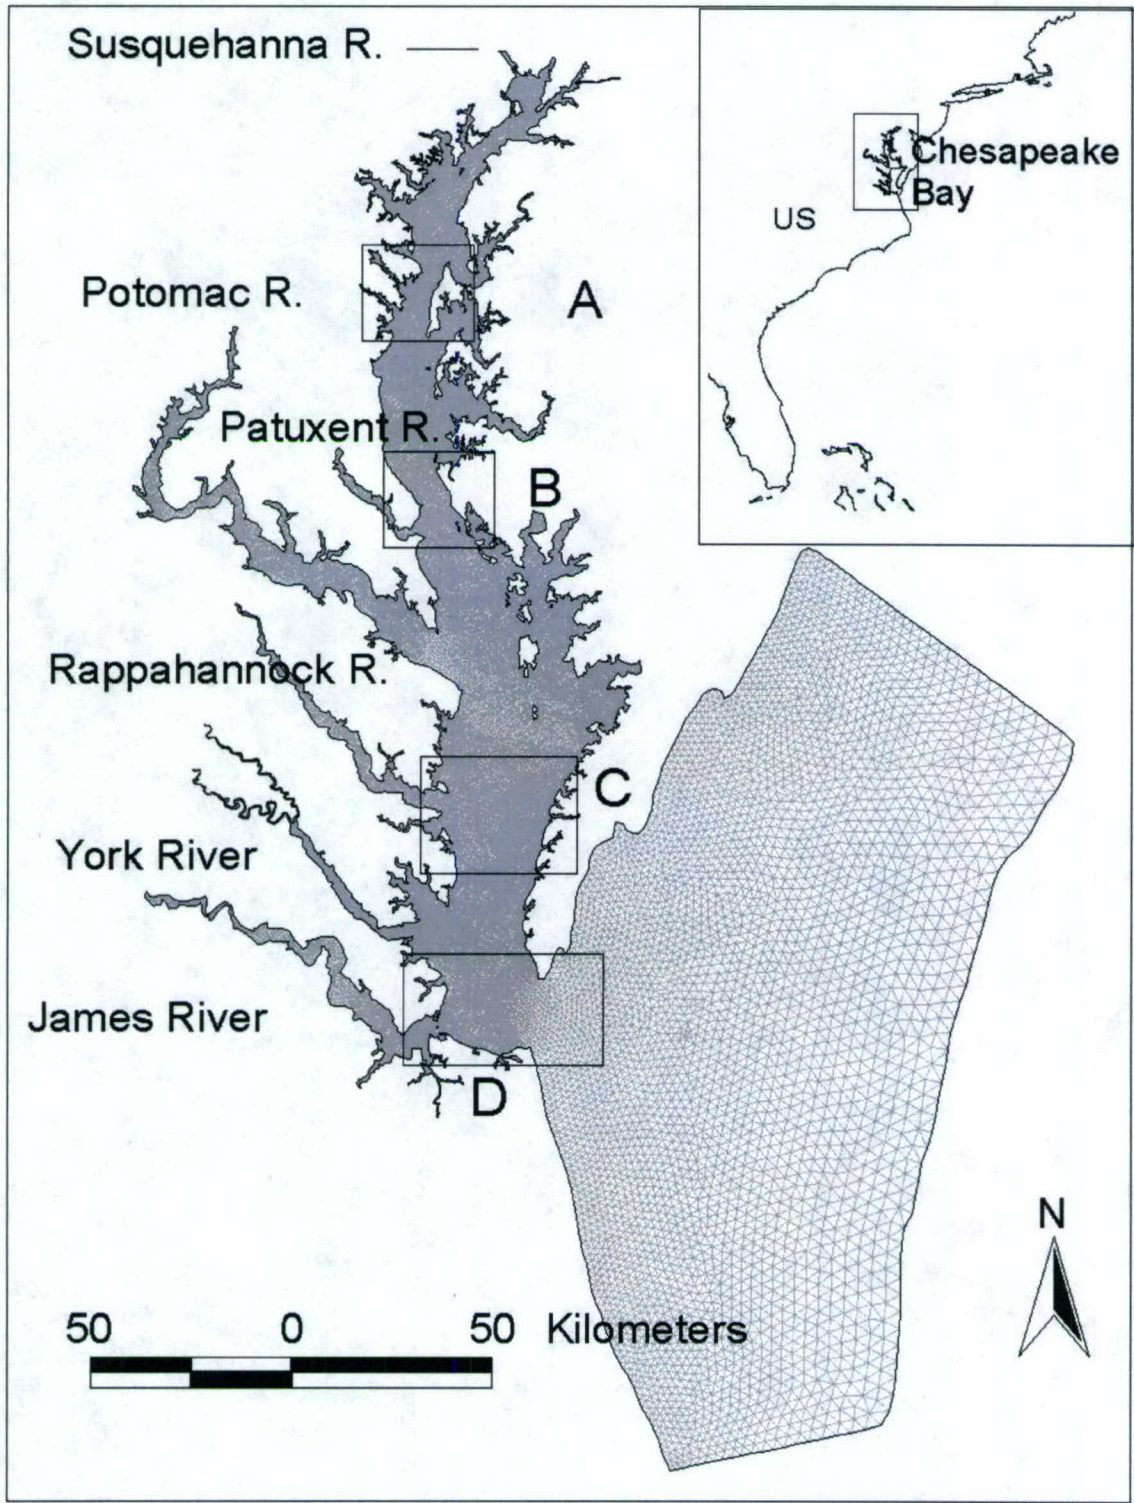 Susquehanna R.
Chesapeake
Bay
US
Potomac R.
A
Patuxent R.
B
Rappahannock R.
C
York River
James River
D
N
50 0 50 Kilometers